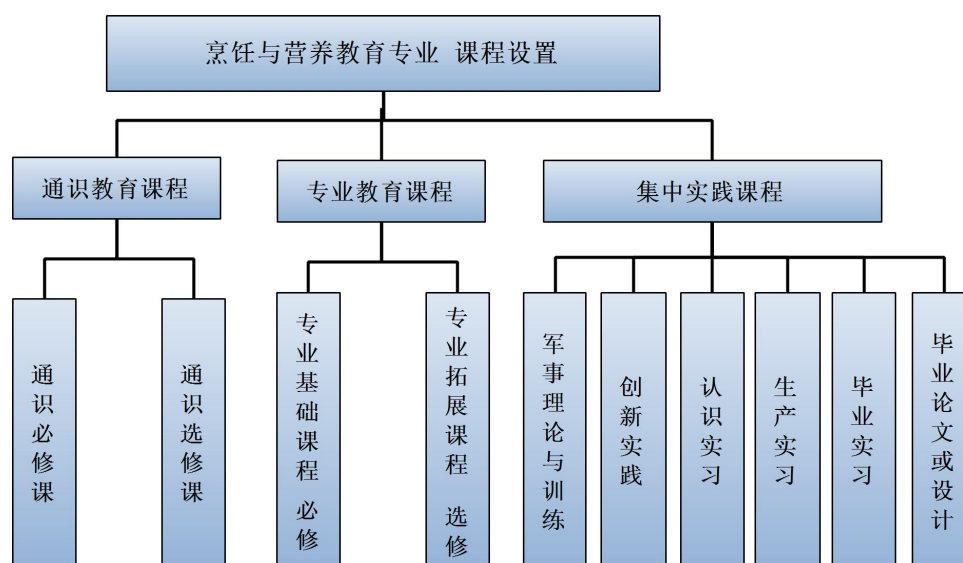 烹饪与营养教育专业 课程设置
通识教育课程
专业教育课程
集中实践课程
通识必修课
通识选修课
专业基础课程 必修
专业拓展课程 选修
军事理论与训练
创新实践
认识实习
生产实习
毕业实习
毕业论文或设计